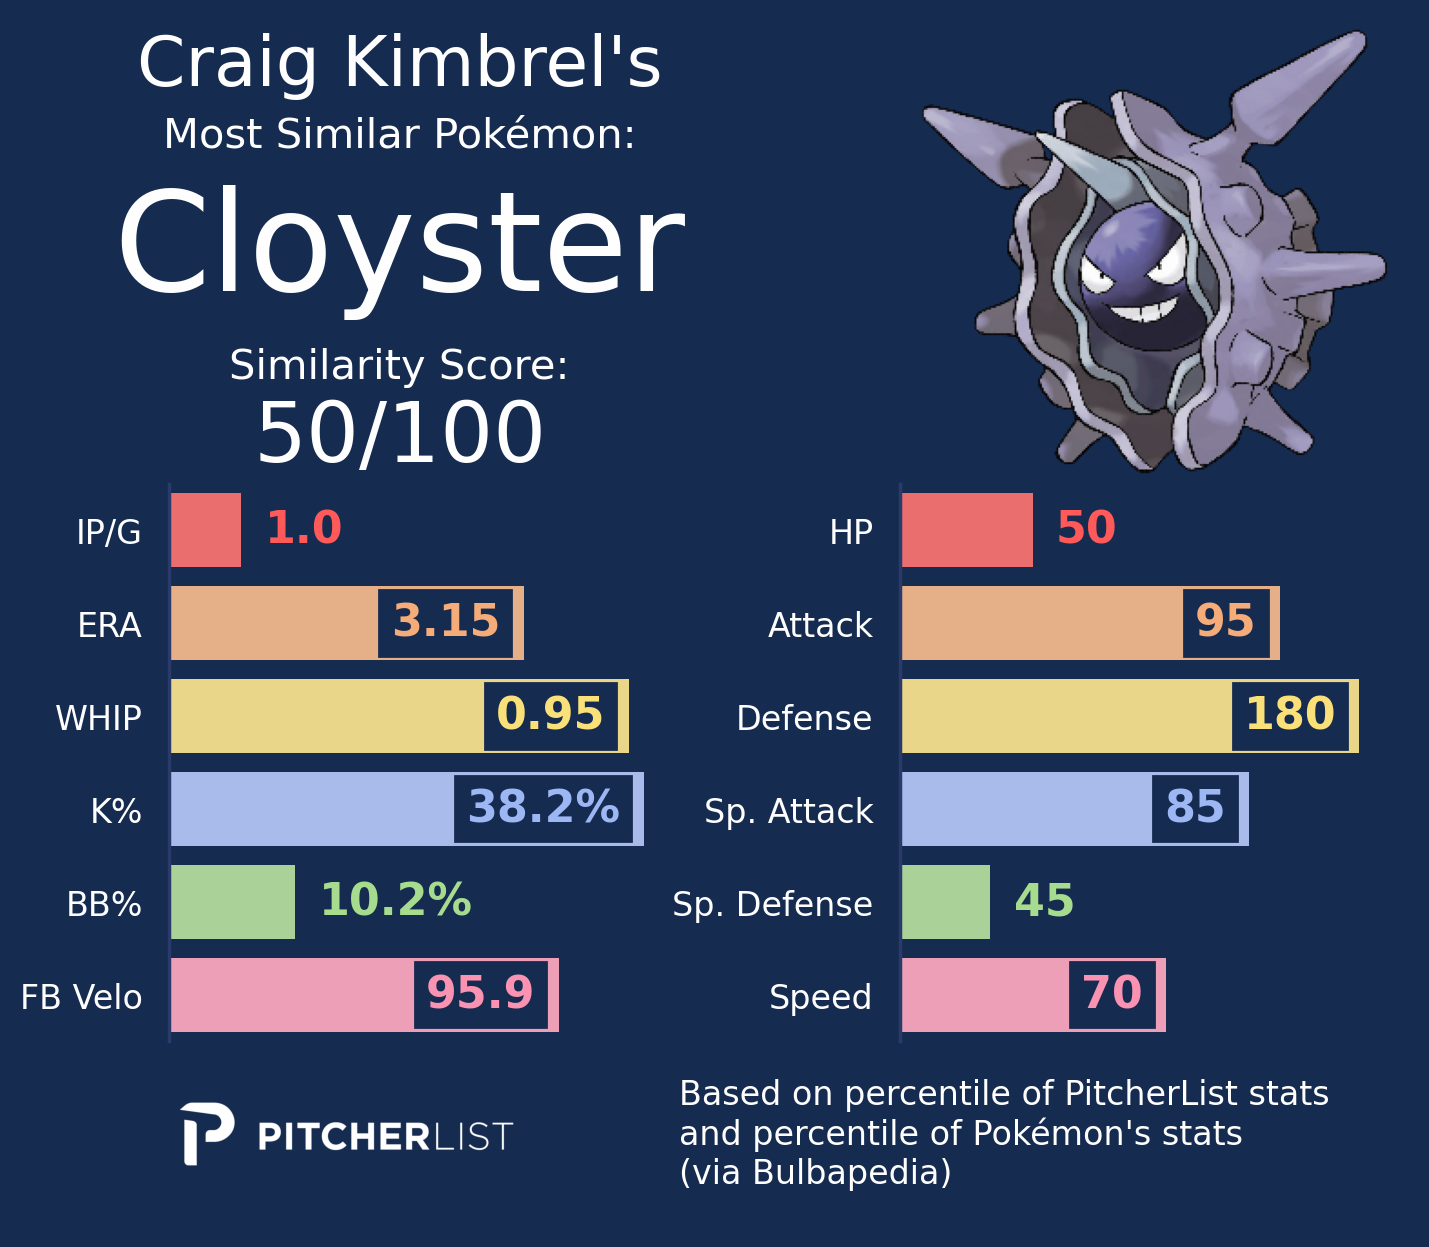 Craig Kimbrel's
Most Similar Pokémon:
Cloyster
Similarity Score:
50/100
IP/G 1.0
ERA 3.15
WHIP 0.95
K% 38.2%
BB% 10.2%
FB Velo 95.9
HP 50
Attack 95
Defense 180
Sp. Attack 85
Sp. Defense 45
Speed 70
PITCHERLIST
Based on percentile of PitcherList stats
and percentile of Pokémon's stats
(via Bulbapedia)